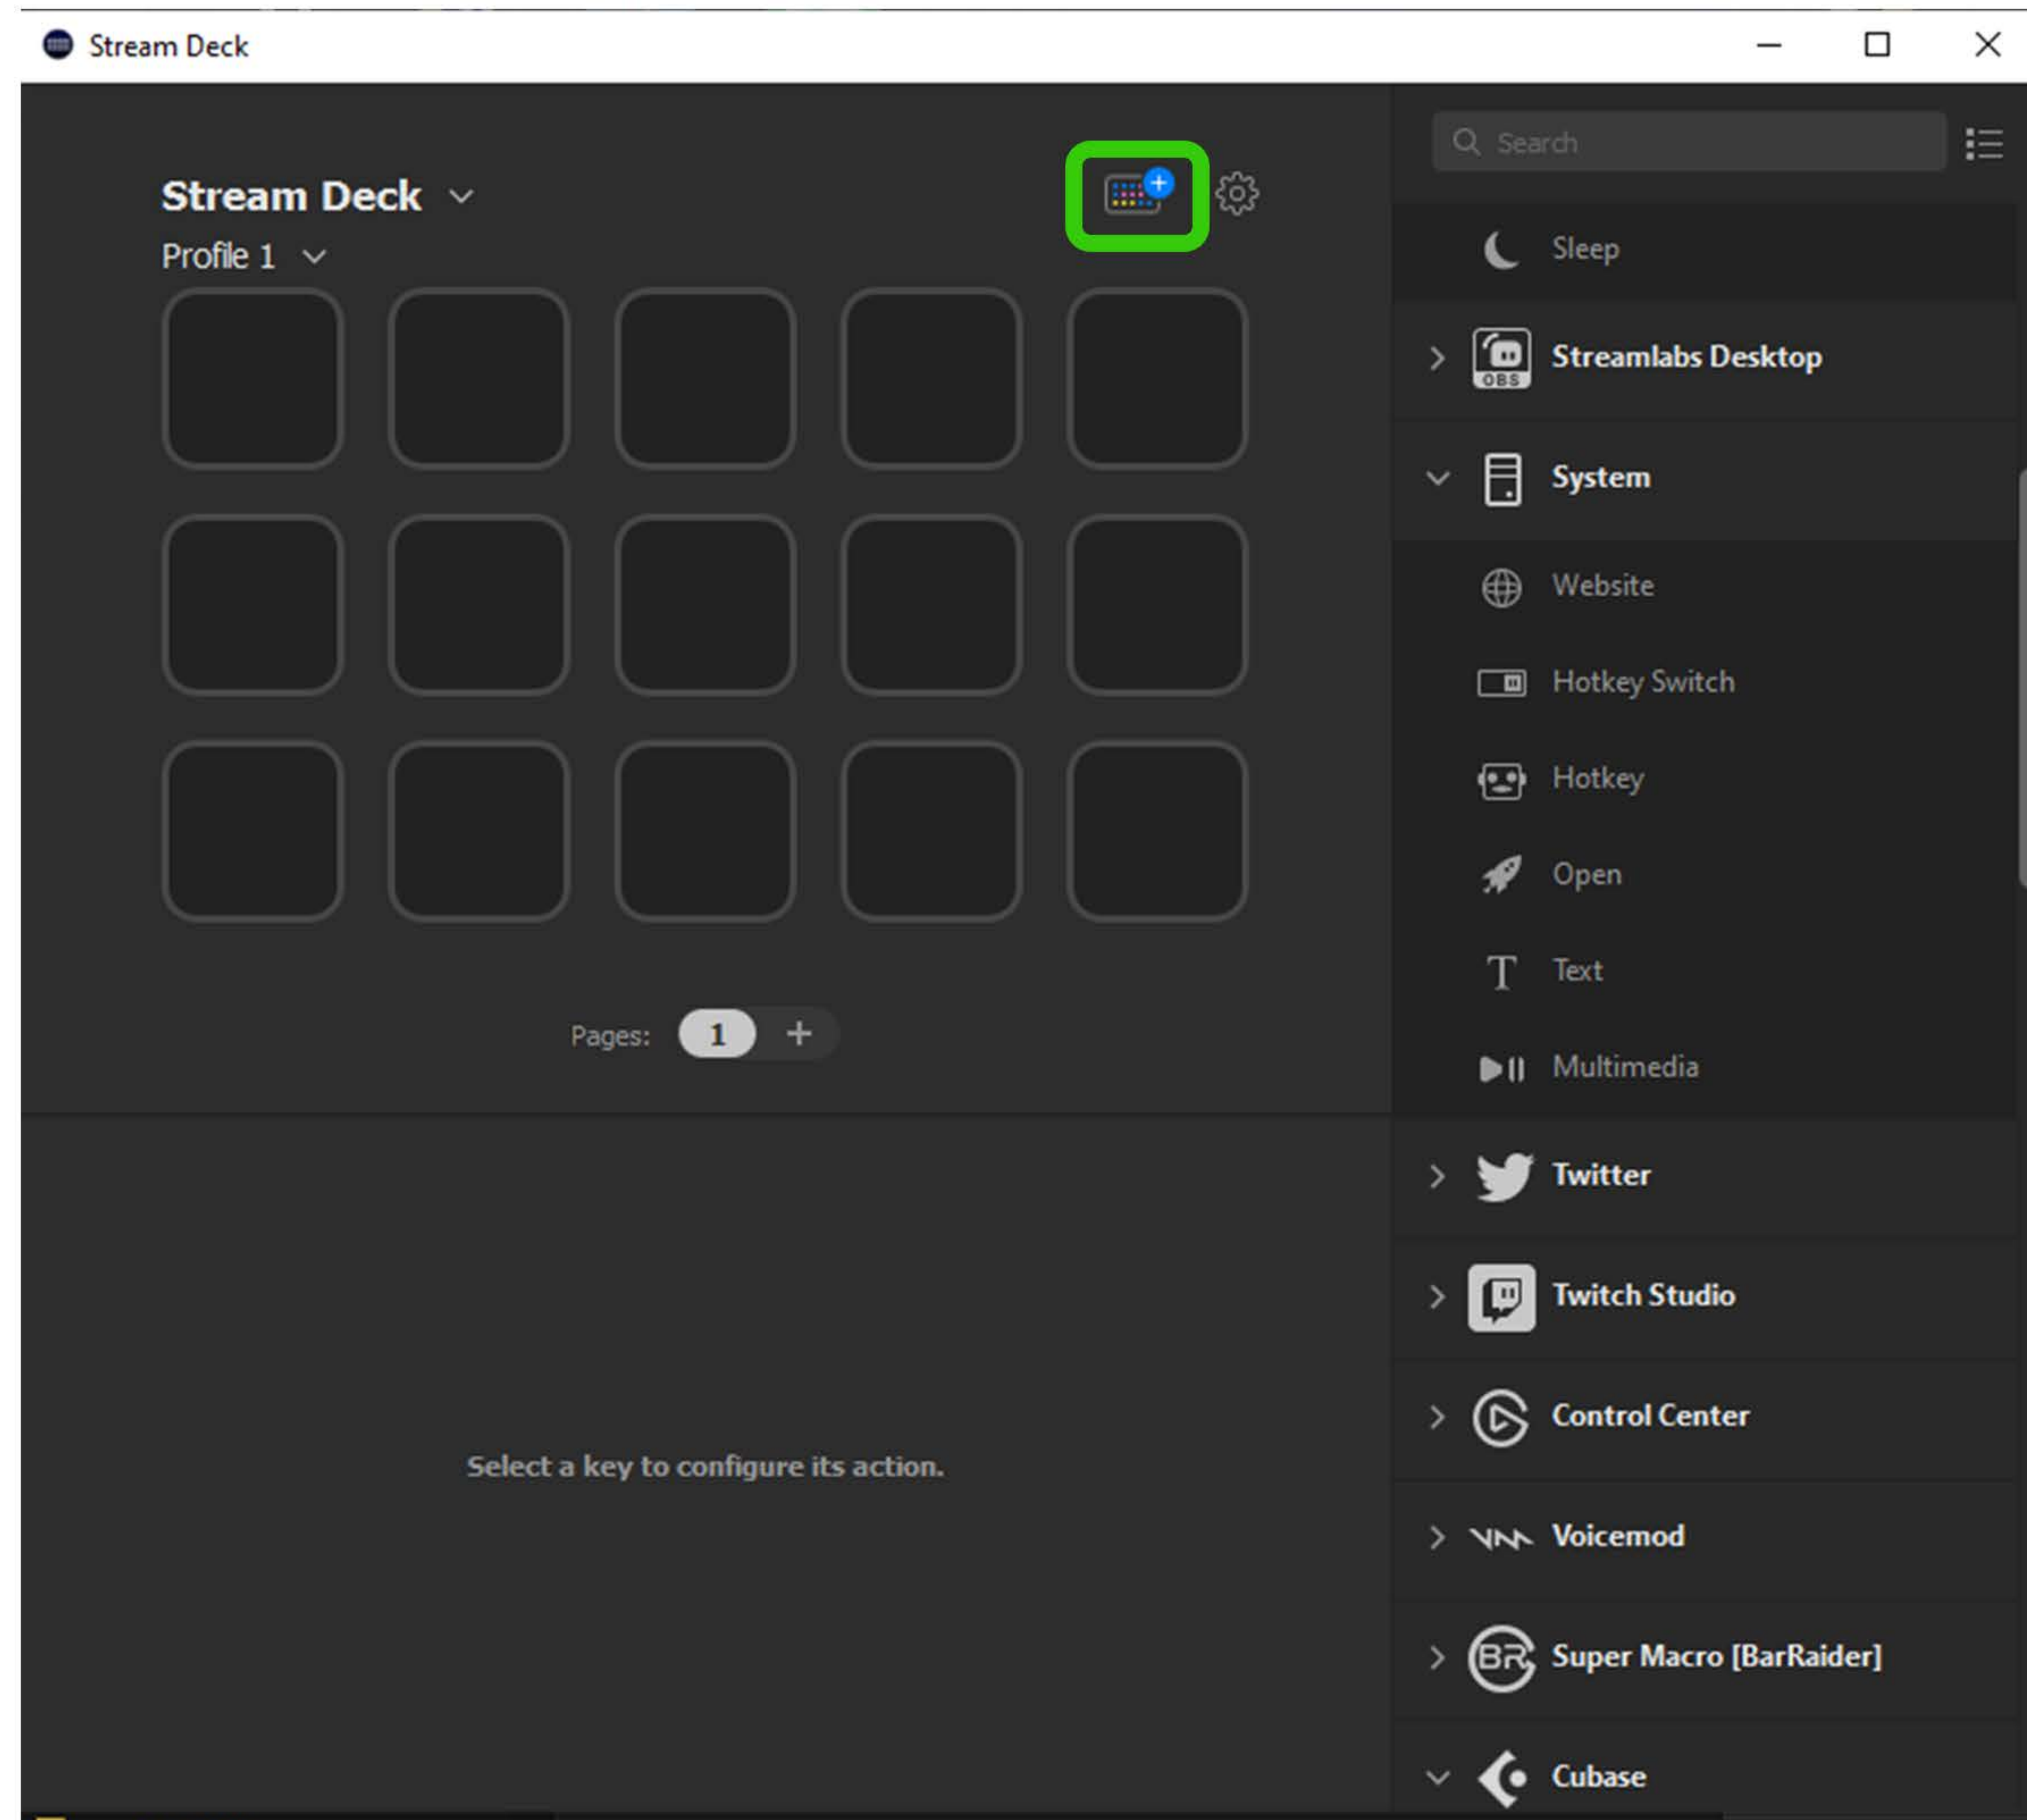 Stream Deck
Search
Stream Deck
Profile 1
Sleep
OBS
Streamlabs Desktop
System
Website
Hotkey Switch
Hotkey
Open
T
Text
Pages: 1 +
Multimedia
Twitter
Twitch Studio
Control Center
Select a key to configure its action.
Voicemod
BR
Super Macro [BarRaider]
Cubase